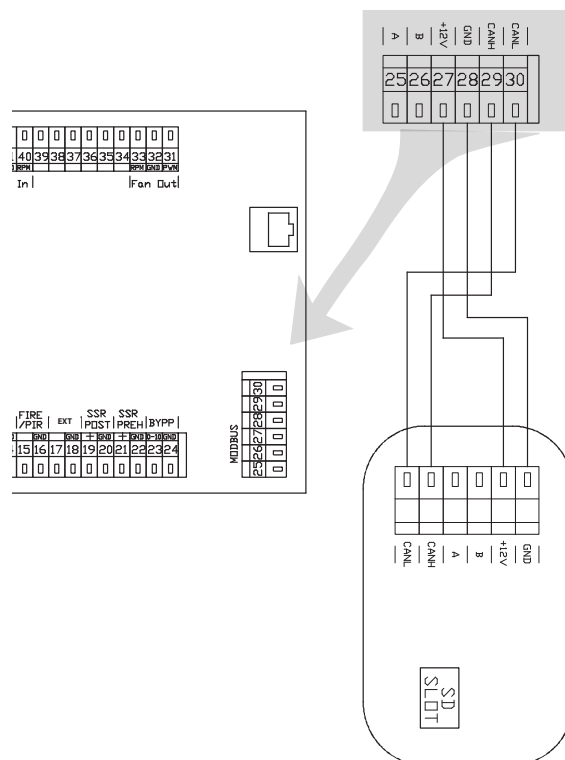 A B +12V GND CANH CANL
25 26 27 28 29 30
40 39 38 37 36 35 34 33 32 31
RPM RPM GND PWM
In Fan Out
FIRE
/PIR EXT SSR
POST SSR
PREH BYPP
GND GND + GND + GND 0-10 GND
15 16 17 18 19 20 21 22 23 24
MODBUS
25 26 27 28 29 30
CANL CANH A B +12V GND
SD
SLOT